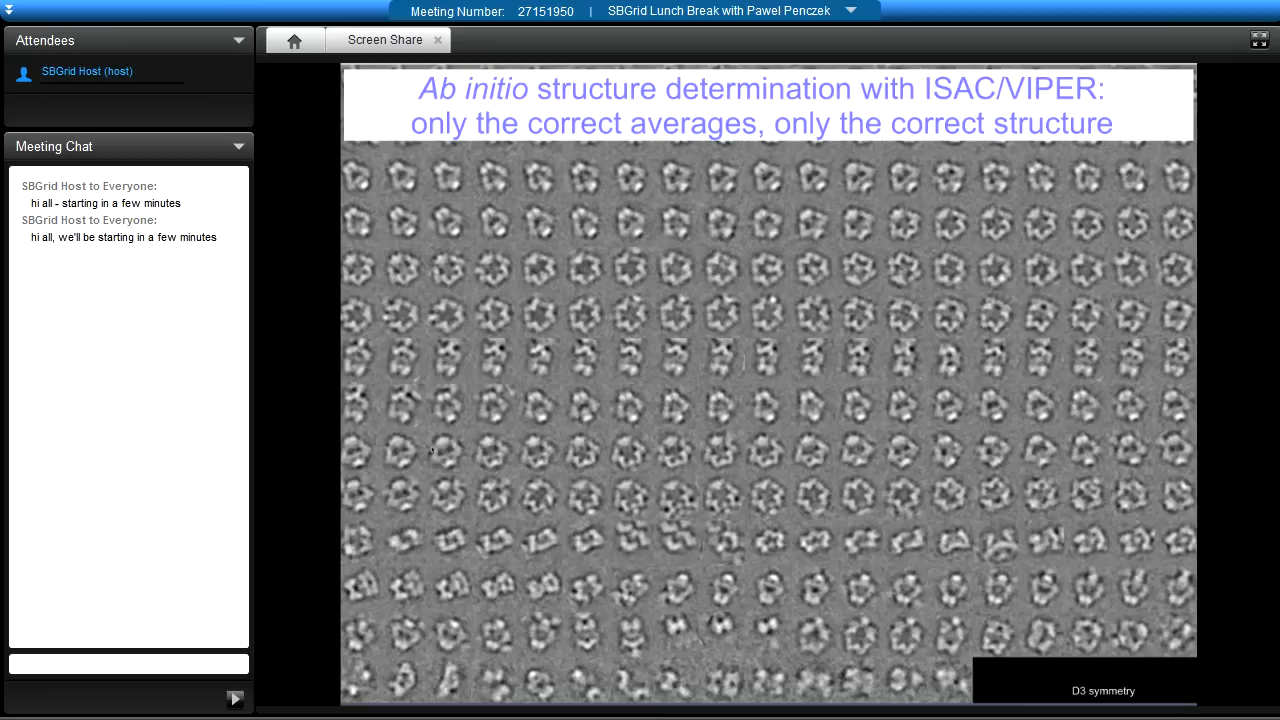 Meeting Number: 27151950 | SBGrid Lunch Break with Pawel Penczek
Attendees
SBGrid Host (host)
Meeting Chat
SBGrid Host to Everyone:
hi all - starting in a few minutes
SBGrid Host to Everyone:
hi all, we'll be starting in a few minutes
Screen Share
Ab initio structure determination with ISAC/VIPER:
only the correct averages, only the correct structure
D3 symmetry